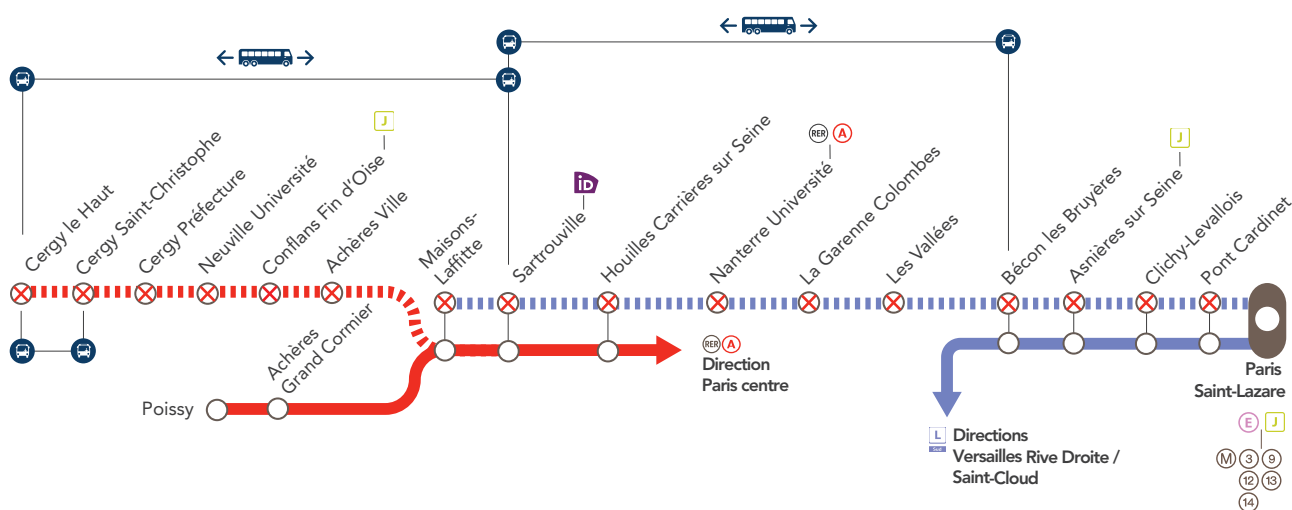 J
RER A
J
iD
Cergy le Haut
Cergy Saint-Christophe
Cergy Préfecture
Neuville Université
Conflans Fin d'Oise
Achères Ville
Maisons-
Laffitte
Sartrouville
Houilles Carrières sur Seine
Nanterre Université
La Garenne Colombes
Les Vallées
Bécon les Bruyères
Asnières sur Seine
Clichy-Levallois
Pont Cardinet
Achères
Grand Cormier
Poissy
RER A
Direction
Paris centre
Paris
Saint-Lazare
E J
M 3 9
12 13
14
L Directions
Sud Versailles Rive Droite /
Saint-Cloud